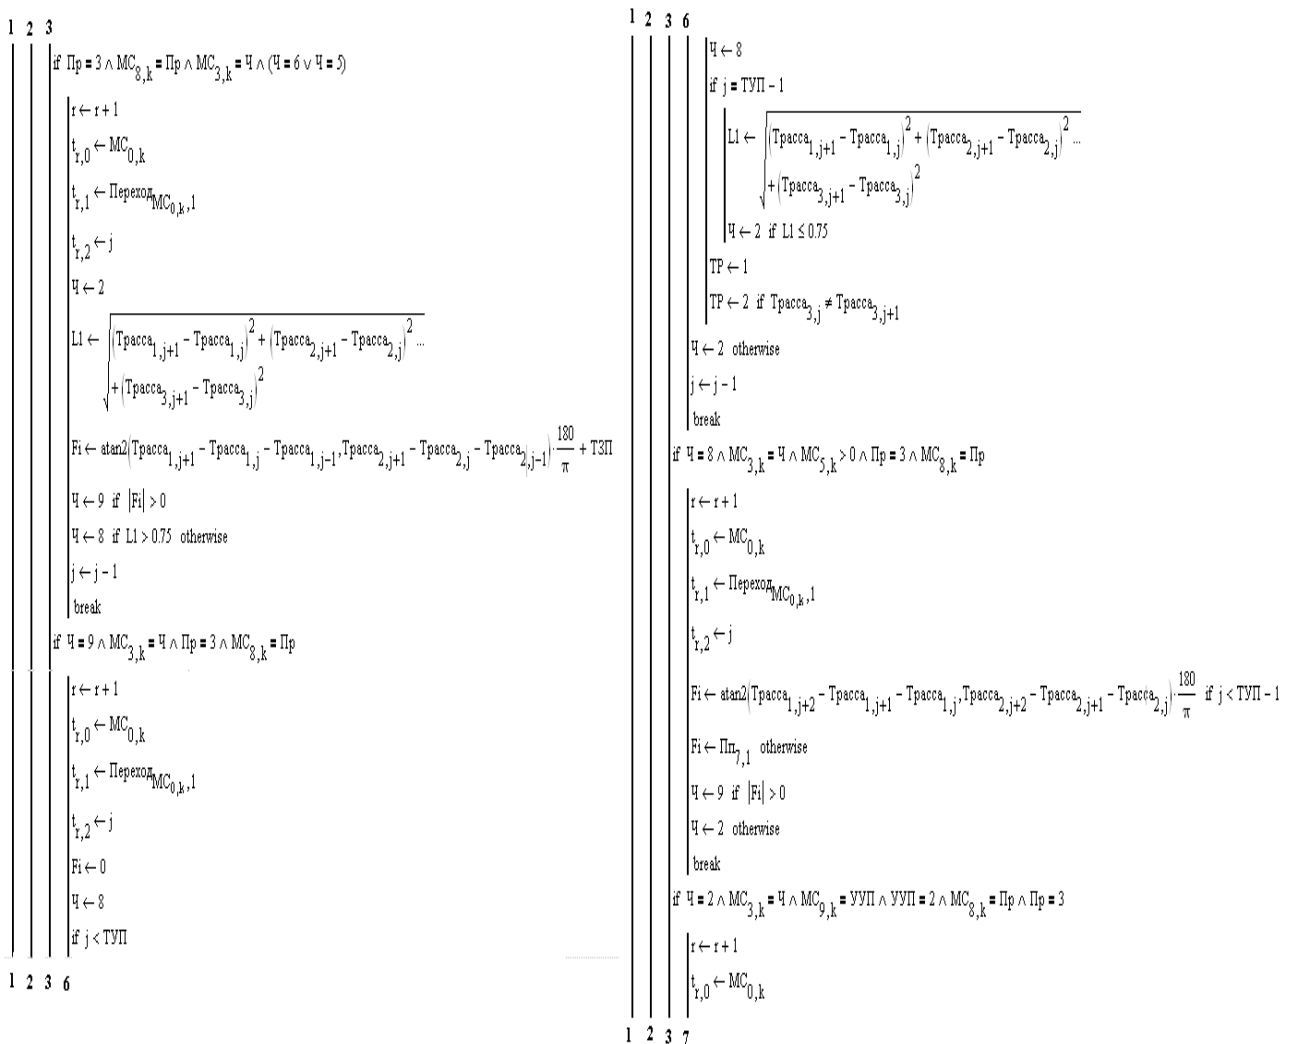 1 2 3
if Пр = 3 ∧ МС8,k = Пр ∧ МС3,k = Ч ∧ (Ч = 6 ∨ Ч = 5)
r ← r + 1
tr,0 ← МС0,k
tr,1 ← ПереходМС0,k,1
tr,2 ← j
Ч ← 2
L1 ← √(Трасса1,j+1 − Трасса1,j)2 + (Трасса2,j+1 − Трасса2,j)2 ...
+ (Трасса3,j+1 − Трасса3,j)2
Fi ← atan2(Трасса1,j+1 − Трасса1,j − Трасса1,j−1, Трасса2,j+1 − Трасса2,j − Трасса2,j−1)·180/π + ТЗП
Ч ← 9 if |Fi| > 0
Ч ← 8 if L1 > 0.75 otherwise
j ← j − 1
break
if Ч = 9 ∧ МС3,k = Ч ∧ Пр = 3 ∧ МС8,k = Пр
r ← r + 1
tr,0 ← МС0,k
tr,1 ← ПереходМС0,k,1
tr,2 ← j
Fi ← 0
Ч ← 8
if j < ТУП
1 2 3 6
1 2 3 6
Ч ← 8
if j = ТУП − 1
L1 ← √(Трасса1,j+1 − Трасса1,j)2 + (Трасса2,j+1 − Трасса2,j)2 ...
+ (Трасса3,j+1 − Трасса3,j)2
Ч ← 2 if L1 ≤ 0.75
ТР ← 1
ТР ← 2 if Трасса3,j ≠ Трасса3,j+1
Ч ← 2 otherwise
j ← j − 1
break
if Ч = 8 ∧ МС3,k = Ч ∧ МС5,k > 0 ∧ Пр = 3 ∧ МС8,k = Пр
r ← r + 1
tr,0 ← МС0,k
tr,1 ← ПереходМС0,k,1
tr,2 ← j
Fi ← atan2(Трасса1,j+2 − Трасса1,j+1 − Трасса1,j, Трасса2,j+2 − Трасса2,j+1 − Трасса2,j)·180/π if j < ТУП − 1
Fi ← Пп7,1 otherwise
Ч ← 9 if |Fi| > 0
Ч ← 2 otherwise
break
if Ч = 2 ∧ МС3,k = Ч ∧ МС9,k = УУП ∧ УУП = 2 ∧ МС8,k = Пр ∧ Пр = 3
r ← r + 1
tr,0 ← МС0,k
1 2 3 7